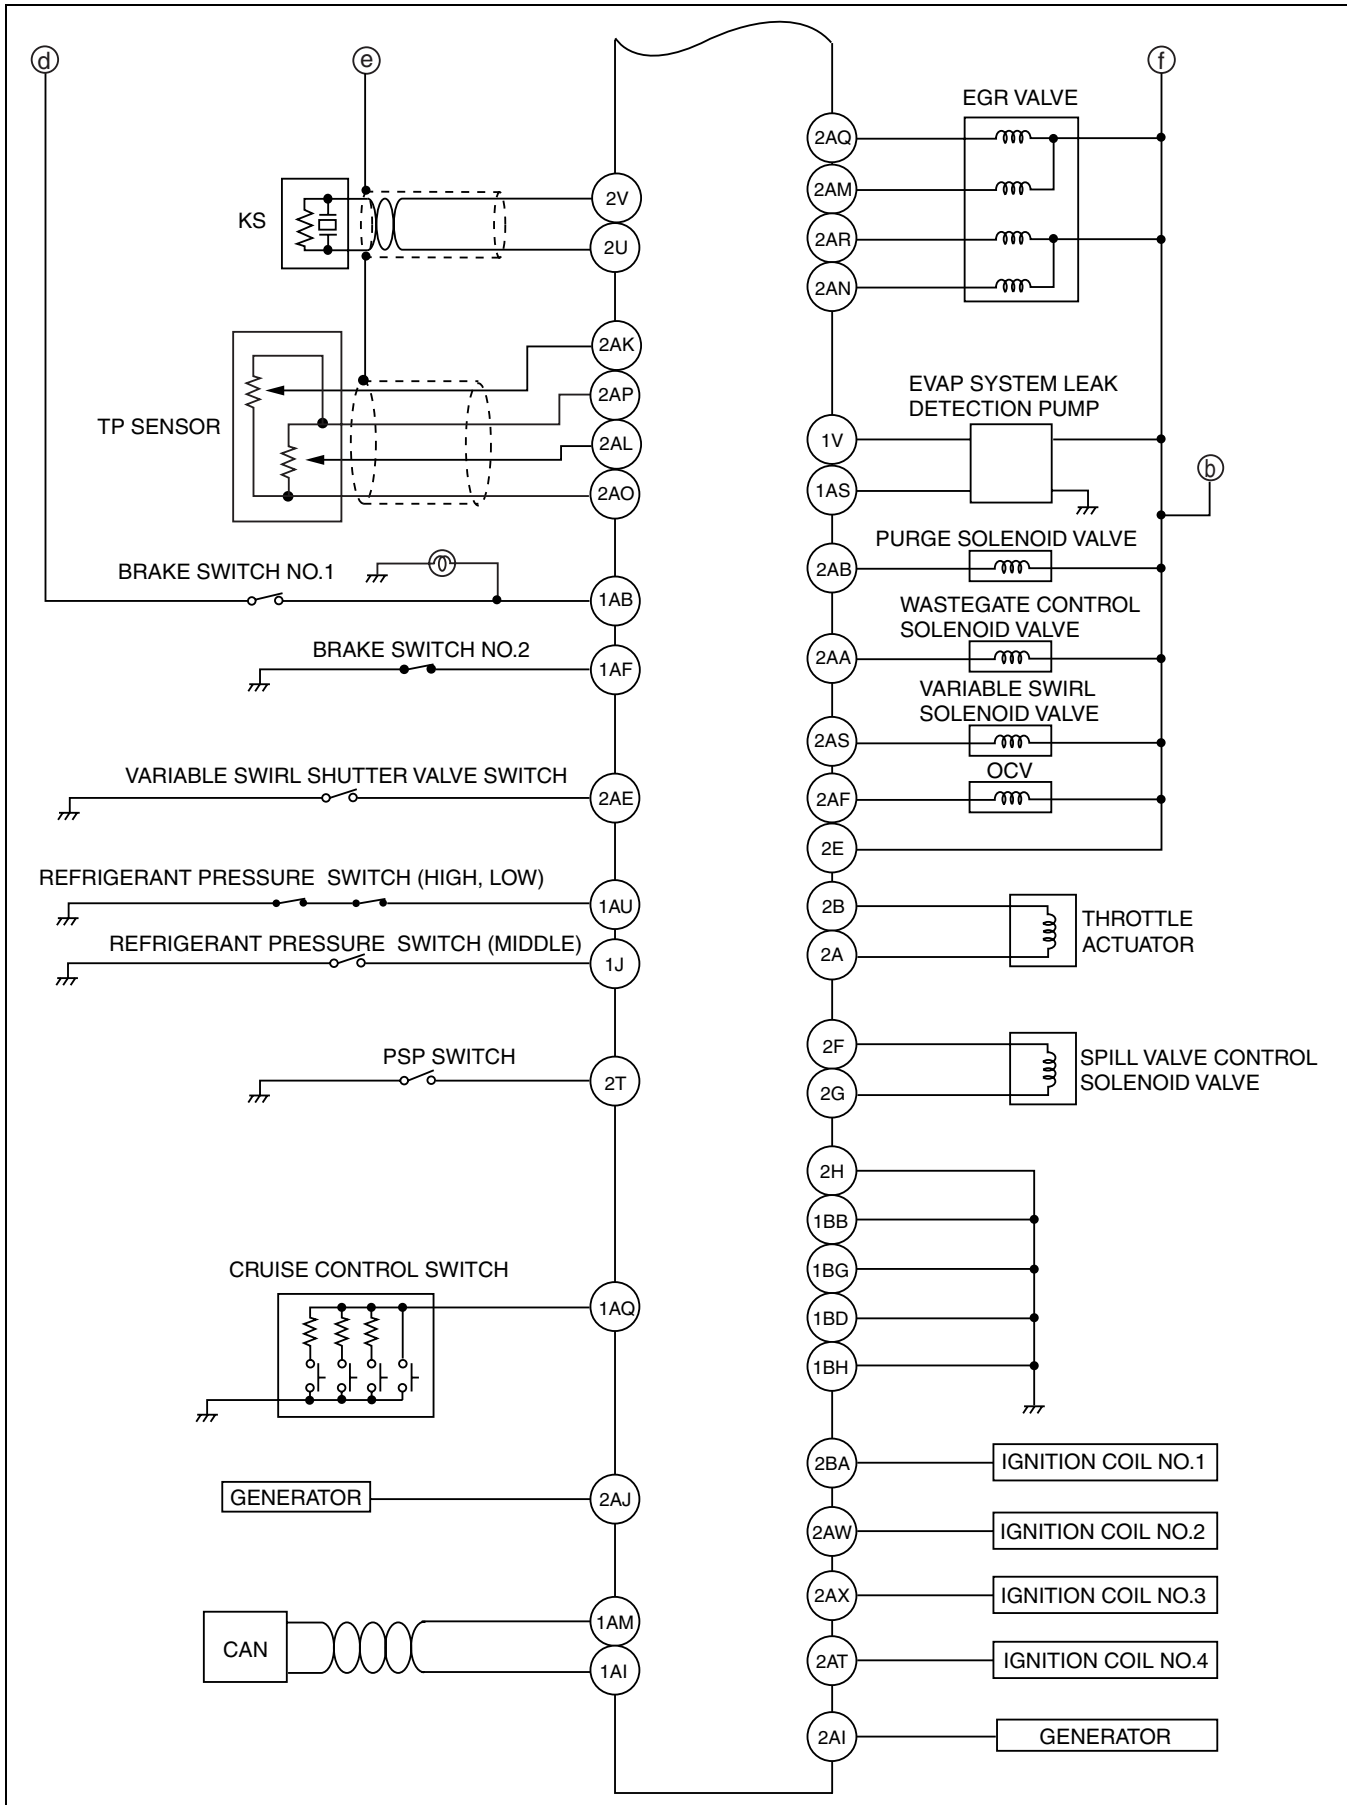 d
e
f
EGR VALVE
2AQ
2AM
2AR
2AN
KS
2V
2U
2AK
2AP
2AL
2AO
TP SENSOR
EVAP SYSTEM LEAK
DETECTION PUMP
1V
1AS
b
PURGE SOLENOID VALVE
2AB
BRAKE SWITCH NO.1
1AB
WASTEGATE CONTROL
SOLENOID VALVE
2AA
BRAKE SWITCH NO.2
1AF
VARIABLE SWIRL
SOLENOID VALVE
2AS
VARIABLE SWIRL SHUTTER VALVE SWITCH
2AE
OCV
2AF
2E
REFRIGERANT PRESSURE SWITCH (HIGH, LOW)
1AU
REFRIGERANT PRESSURE SWITCH (MIDDLE)
1J
2B
2A
THROTTLE
ACTUATOR
PSP SWITCH
2T
2F
2G
SPILL VALVE CONTROL
SOLENOID VALVE
2H
1BB
1BG
1BD
1BH
CRUISE CONTROL SWITCH
1AQ
2BA
IGNITION COIL NO.1
GENERATOR
2AJ
2AW
IGNITION COIL NO.2
2AX
IGNITION COIL NO.3
CAN
1AM
1AI
2AT
IGNITION COIL NO.4
2AI
GENERATOR